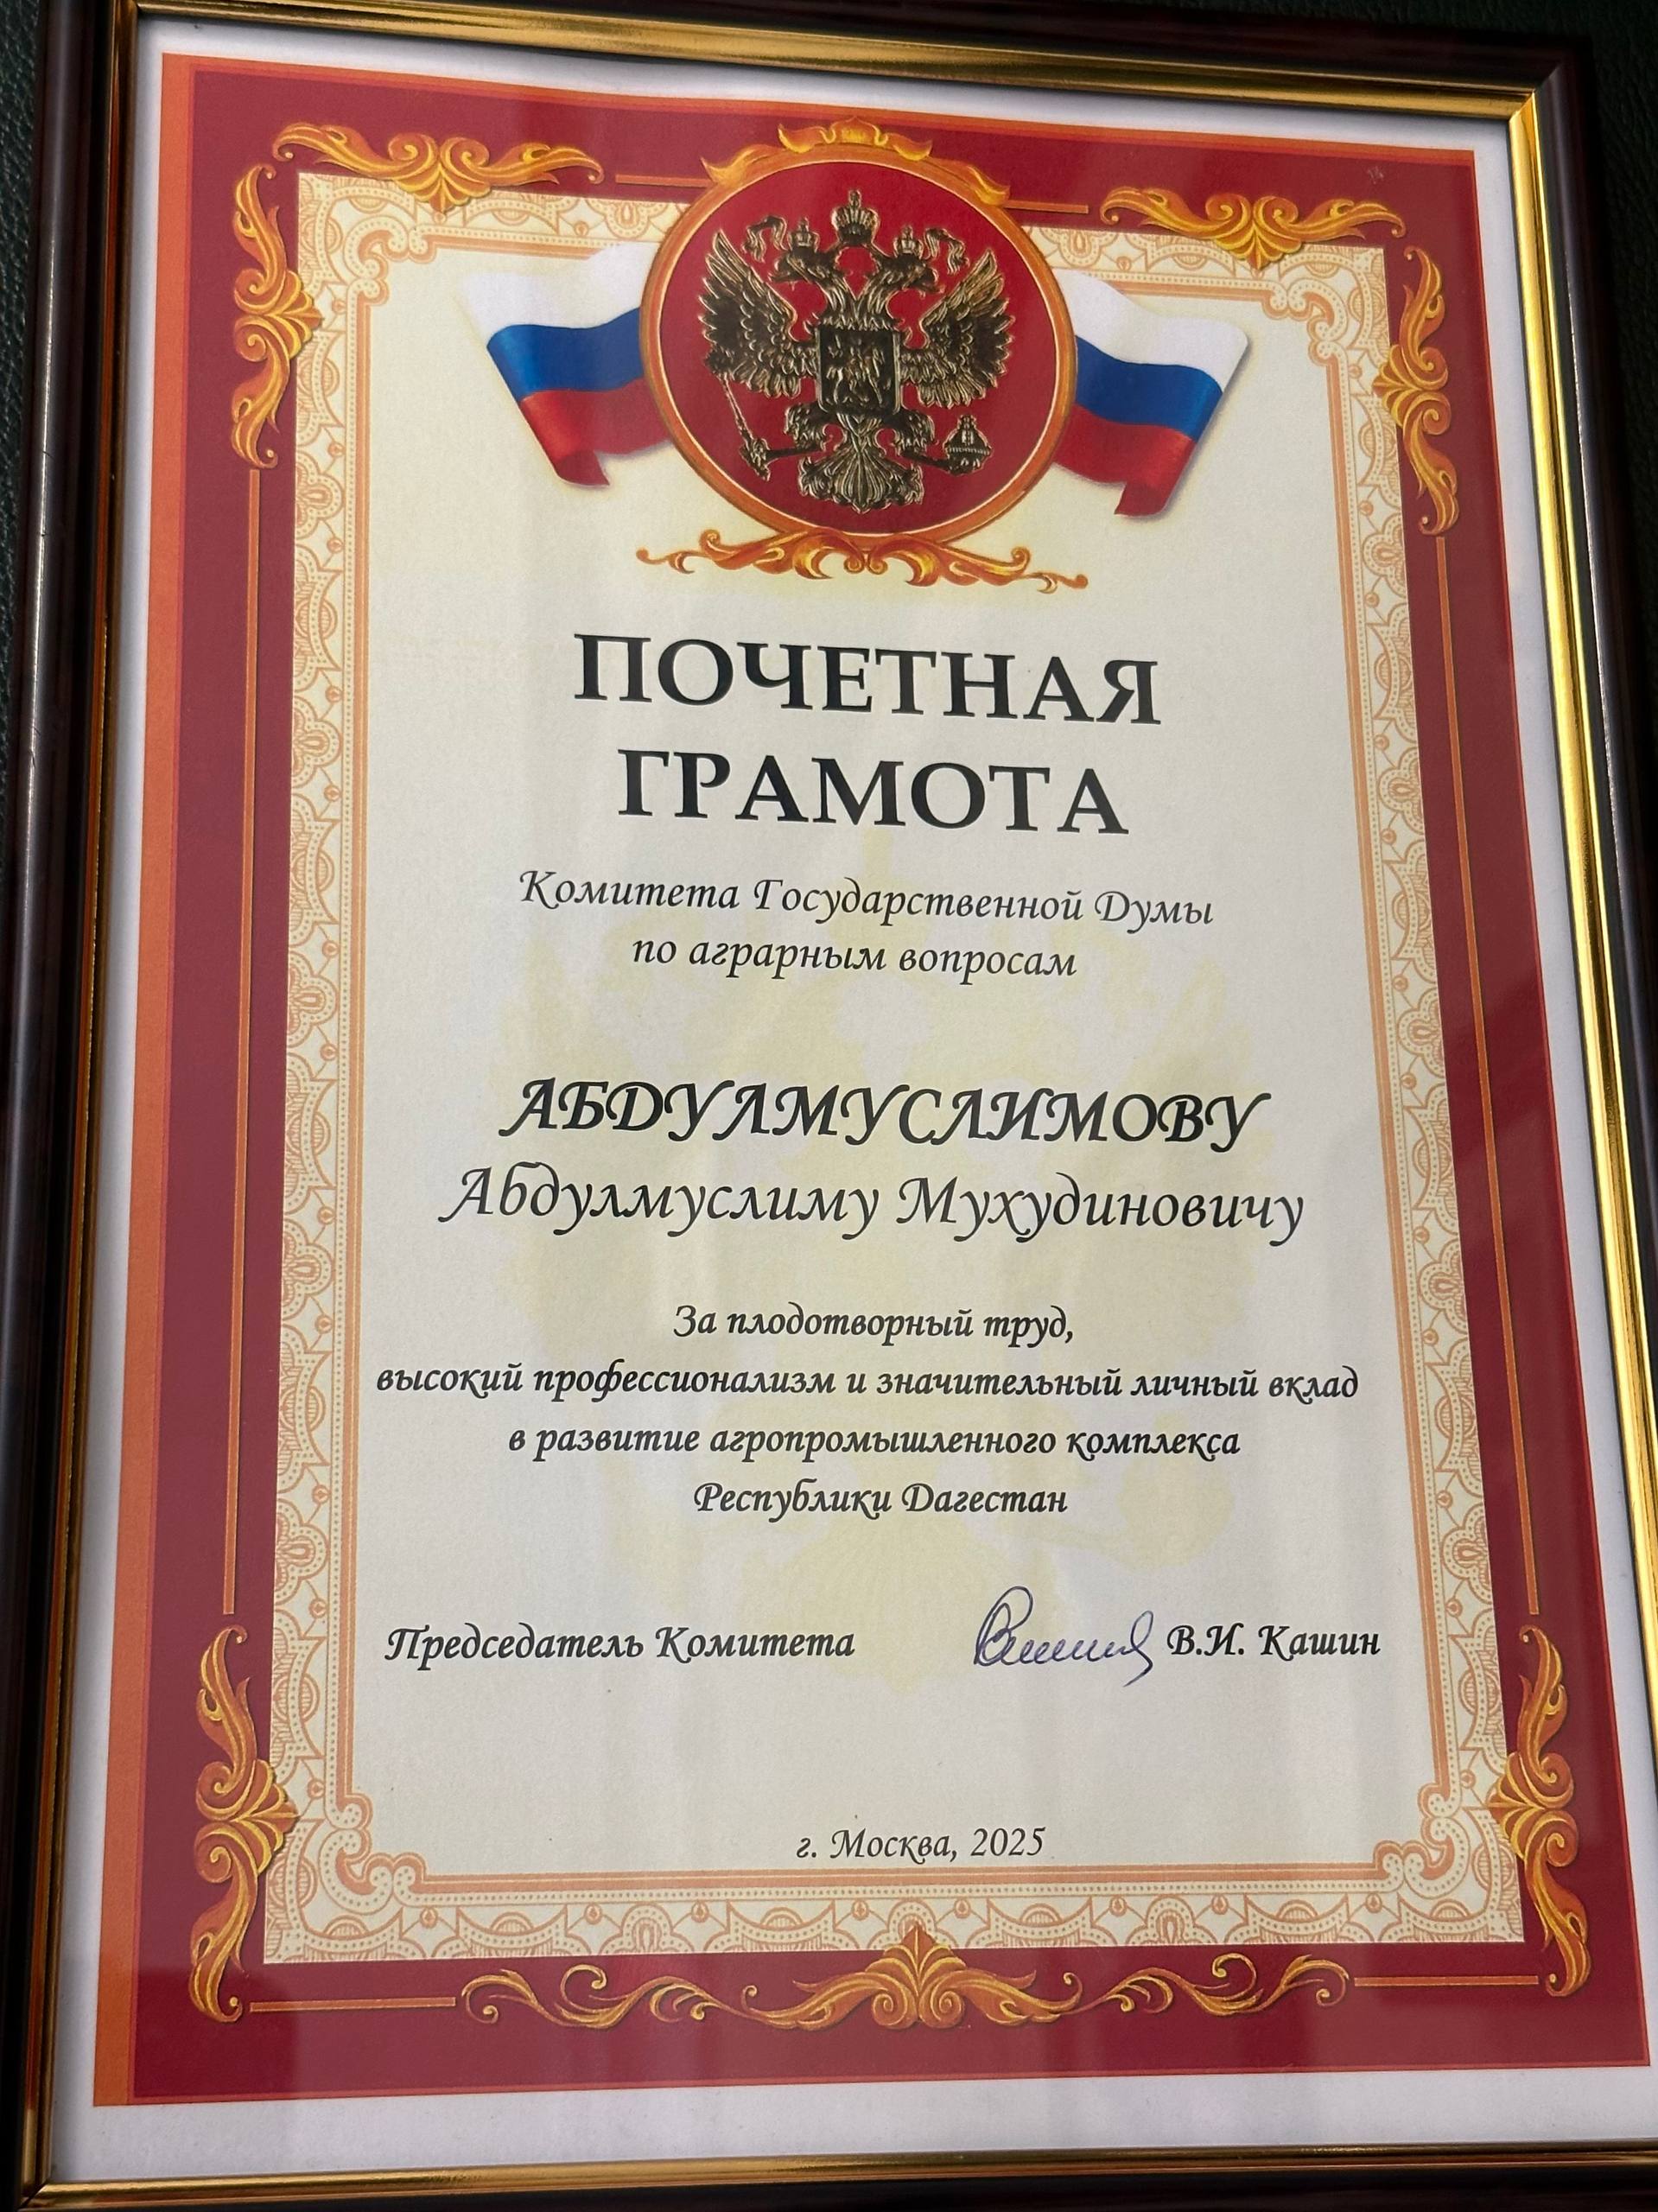 ПОЧЕТНАЯ
ГРАМОТА
Комитета Государственной Думы
по аграрным вопросам
АБДУЛМУСЛИМОВУ
Абдулмуслиму Мухудиновичу
За плодотворный труд,
высокий профессионализм и значительный личный вклад
в развитие агропромышленного комплекса
Республики Дагестан
Председатель Комитета В.И. Кашин
г. Москва, 2025